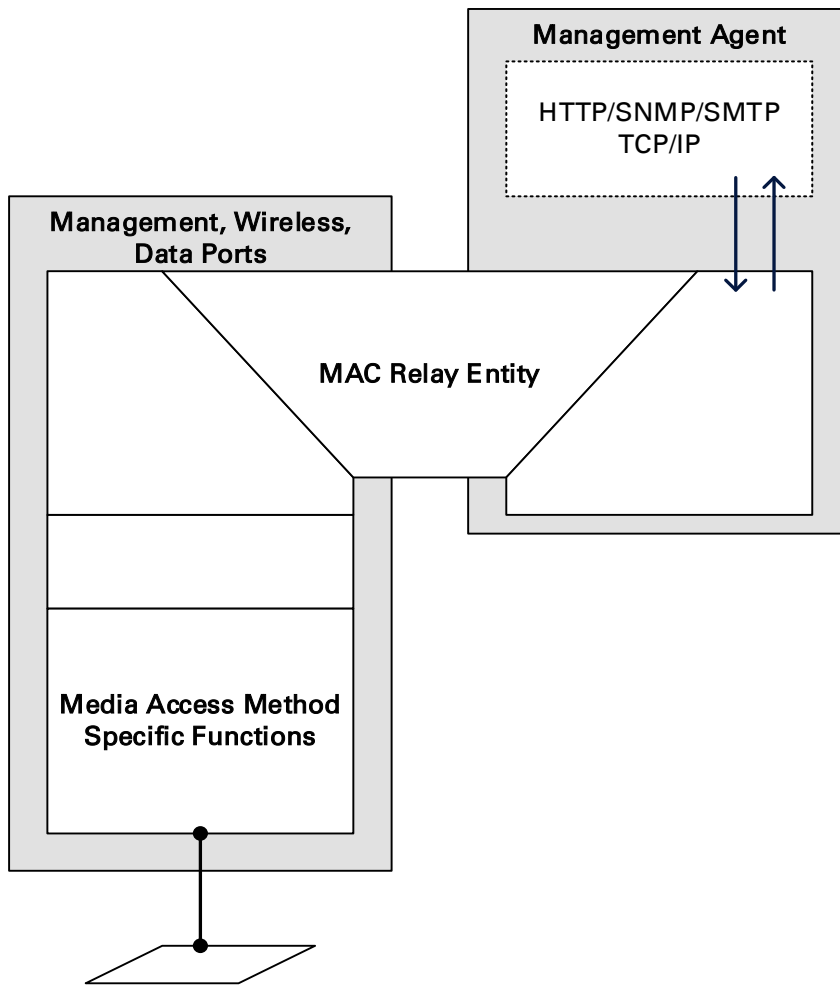 Management Agent
HTTP/SNMP/SMTP
TCP/IP
Management, Wireless,
Data Ports
MAC Relay Entity
Media Access Method
Specific Functions